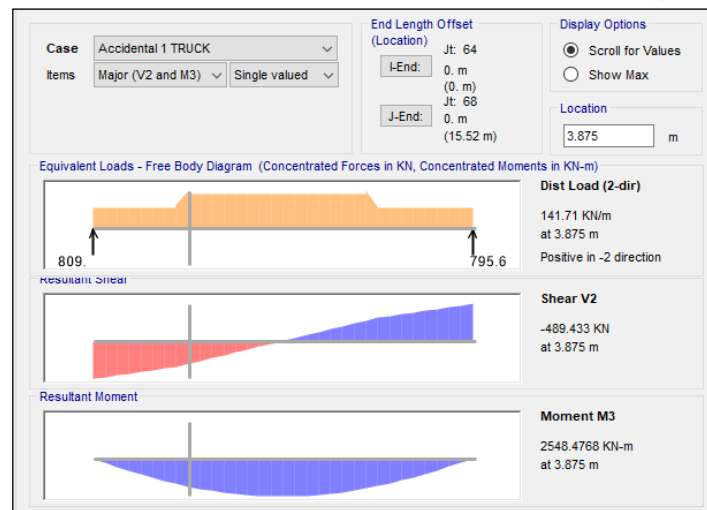 Case
Accidental 1 TRUCK
Items
Major (V2 and M3)
Single valued
End Length Offset
(Location)
Jt: 64
I-End:
0. m
(0. m)
Jt: 68
J-End:
0. m
(15.52 m)
Display Options
Scroll for Values
Show Max
Location
3.875
m
Equivalent Loads - Free Body Diagram (Concentrated Forces in KN, Concentrated Moments in KN-m)
809.
795.6
Dist Load (2-dir)
141.71 KN/m
at 3.875 m
Positive in -2 direction
Resultant Shear
Shear V2
-489.433 KN
at 3.875 m
Resultant Moment
Moment M3
2548.4768 KN-m
at 3.875 m